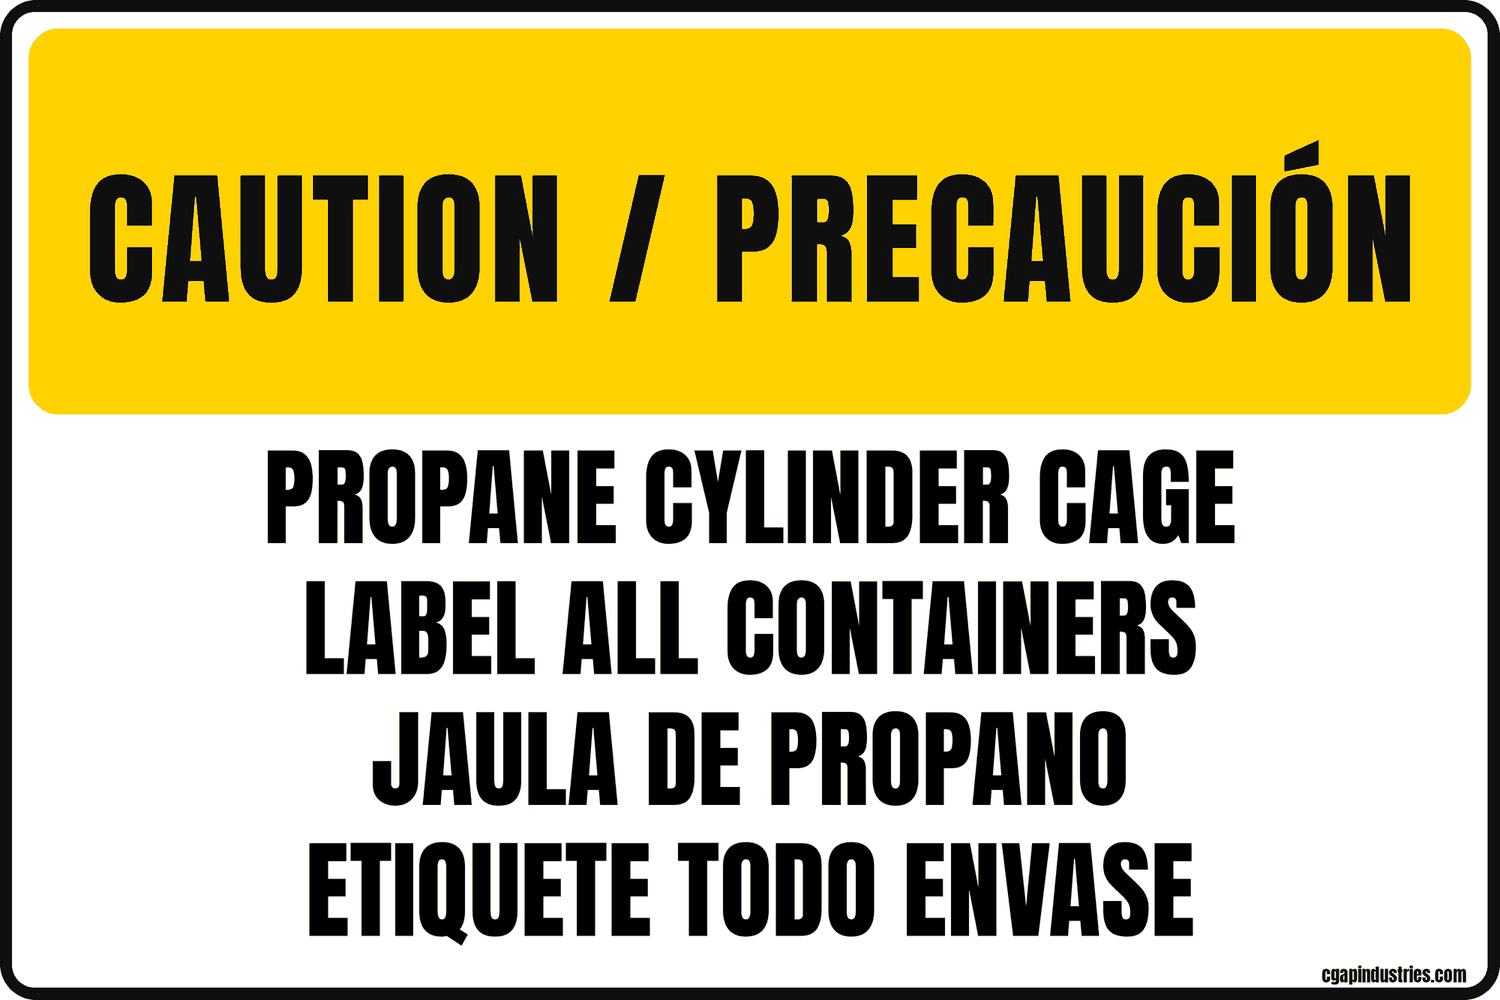 CAUTION / PRECAUCIÓN
PROPANE CYLINDER CAGE
LABEL ALL CONTAINERS
JAULA DE PROPANO
ETIQUETE TODO ENVASE
cgapindustries.com